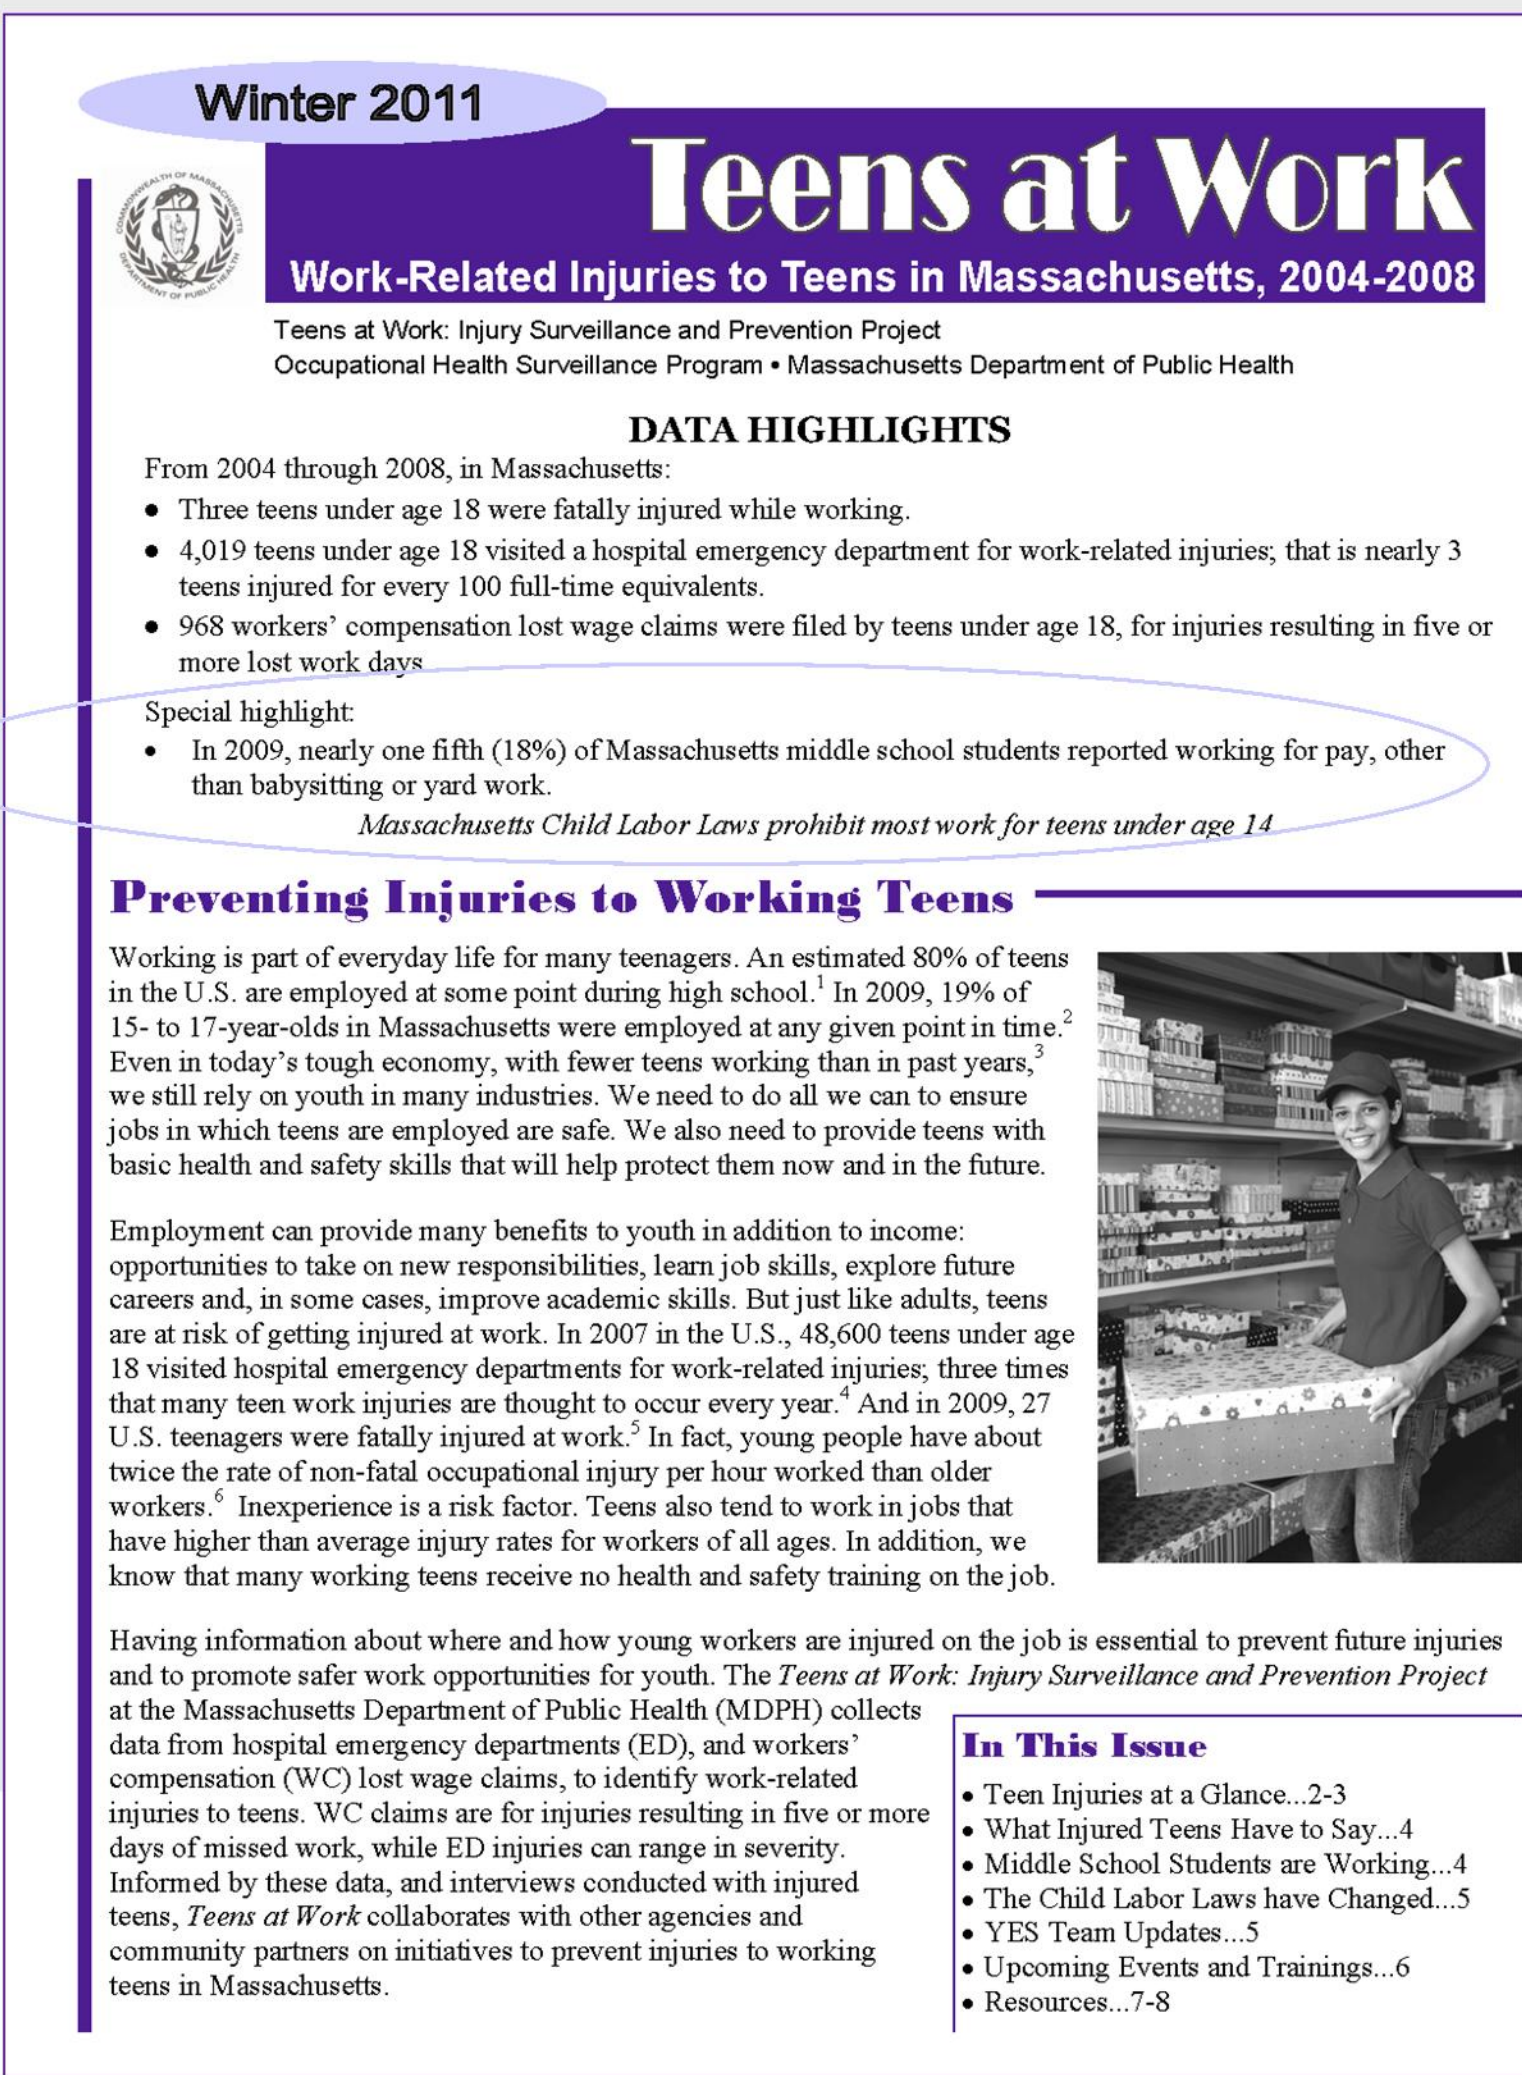 Winter 2011
Teens at Work
COMMONWEALTH OF MASSACHUSETTS
DEPARTMENT OF PUBLIC HEALTH
Work-Related Injuries to Teens in Massachusetts, 2004-2008
Teens at Work: Injury Surveillance and Prevention Project
Occupational Health Surveillance Program • Massachusetts Department of Public Health
DATA HIGHLIGHTS
From 2004 through 2008, in Massachusetts:
• Three teens under age 18 were fatally injured while working.
• 4,019 teens under age 18 visited a hospital emergency department for work-related injuries; that is nearly 3
teens injured for every 100 full-time equivalents.
• 968 workers’ compensation lost wage claims were filed by teens under age 18, for injuries resulting in five or
more lost work days
Special highlight:
• In 2009, nearly one fifth (18%) of Massachusetts middle school students reported working for pay, other
than babysitting or yard work.
Massachusetts Child Labor Laws prohibit most work for teens under age 14
Preventing Injuries to Working Teens
Working is part of everyday life for many teenagers. An estimated 80% of teens
in the U.S. are employed at some point during high school.1 In 2009, 19% of
15- to 17-year-olds in Massachusetts were employed at any given point in time.2
Even in today’s tough economy, with fewer teens working than in past years,3
we still rely on youth in many industries. We need to do all we can to ensure
jobs in which teens are employed are safe. We also need to provide teens with
basic health and safety skills that will help protect them now and in the future.
Employment can provide many benefits to youth in addition to income:
opportunities to take on new responsibilities, learn job skills, explore future
careers and, in some cases, improve academic skills. But just like adults, teens
are at risk of getting injured at work. In 2007 in the U.S., 48,600 teens under age
18 visited hospital emergency departments for work-related injuries; three times
that many teen work injuries are thought to occur every year.4 And in 2009, 27
U.S. teenagers were fatally injured at work.5 In fact, young people have about
twice the rate of non-fatal occupational injury per hour worked than older
workers.6 Inexperience is a risk factor. Teens also tend to work in jobs that
have higher than average injury rates for workers of all ages. In addition, we
know that many working teens receive no health and safety training on the job.
Having information about where and how young workers are injured on the job is essential to prevent future injuries
and to promote safer work opportunities for youth. The Teens at Work: Injury Surveillance and Prevention Project
at the Massachusetts Department of Public Health (MDPH) collects
data from hospital emergency departments (ED), and workers’
compensation (WC) lost wage claims, to identify work-related
injuries to teens. WC claims are for injuries resulting in five or more
days of missed work, while ED injuries can range in severity.
Informed by these data, and interviews conducted with injured
teens, Teens at Work collaborates with other agencies and
community partners on initiatives to prevent injuries to working
teens in Massachusetts.
In This Issue
• Teen Injuries at a Glance...2-3
• What Injured Teens Have to Say...4
• Middle School Students are Working...4
• The Child Labor Laws have Changed...5
• YES Team Updates...5
• Upcoming Events and Trainings...6
• Resources...7-8